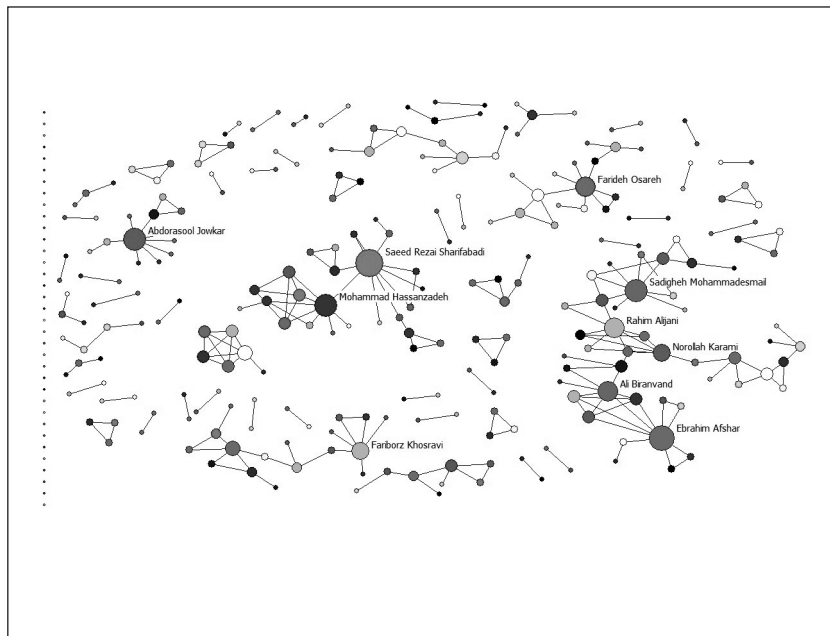 Farideh Osareh
Abdorasool Jowkar
Saeed Rezai Sharifabadi
Sadigheh Mohammadesmail
Mohammad Hassanzadeh
Rahim Alijani
Norollah Karami
Ali Biranvand
Ebrahim Afshar
Fariborz Khosravi